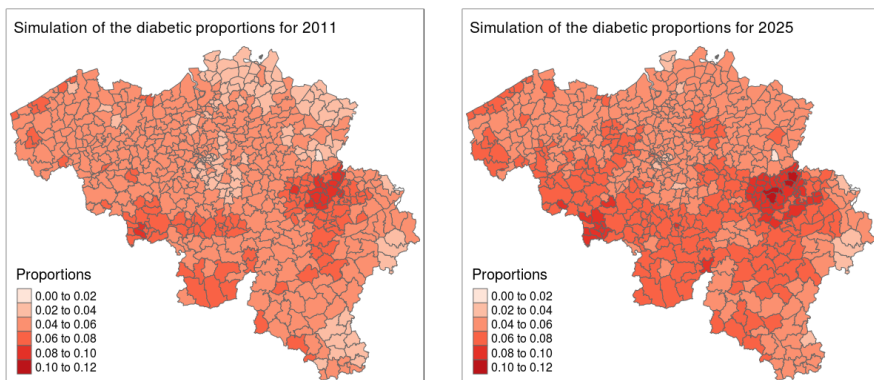 Simulation of the diabetic proportions for 2011
Proportions
0.00 to 0.02
0.02 to 0.04
0.04 to 0.06
0.06 to 0.08
0.08 to 0.10
0.10 to 0.12
Simulation of the diabetic proportions for 2025
Proportions
0.00 to 0.02
0.02 to 0.04
0.04 to 0.06
0.06 to 0.08
0.08 to 0.10
0.10 to 0.12